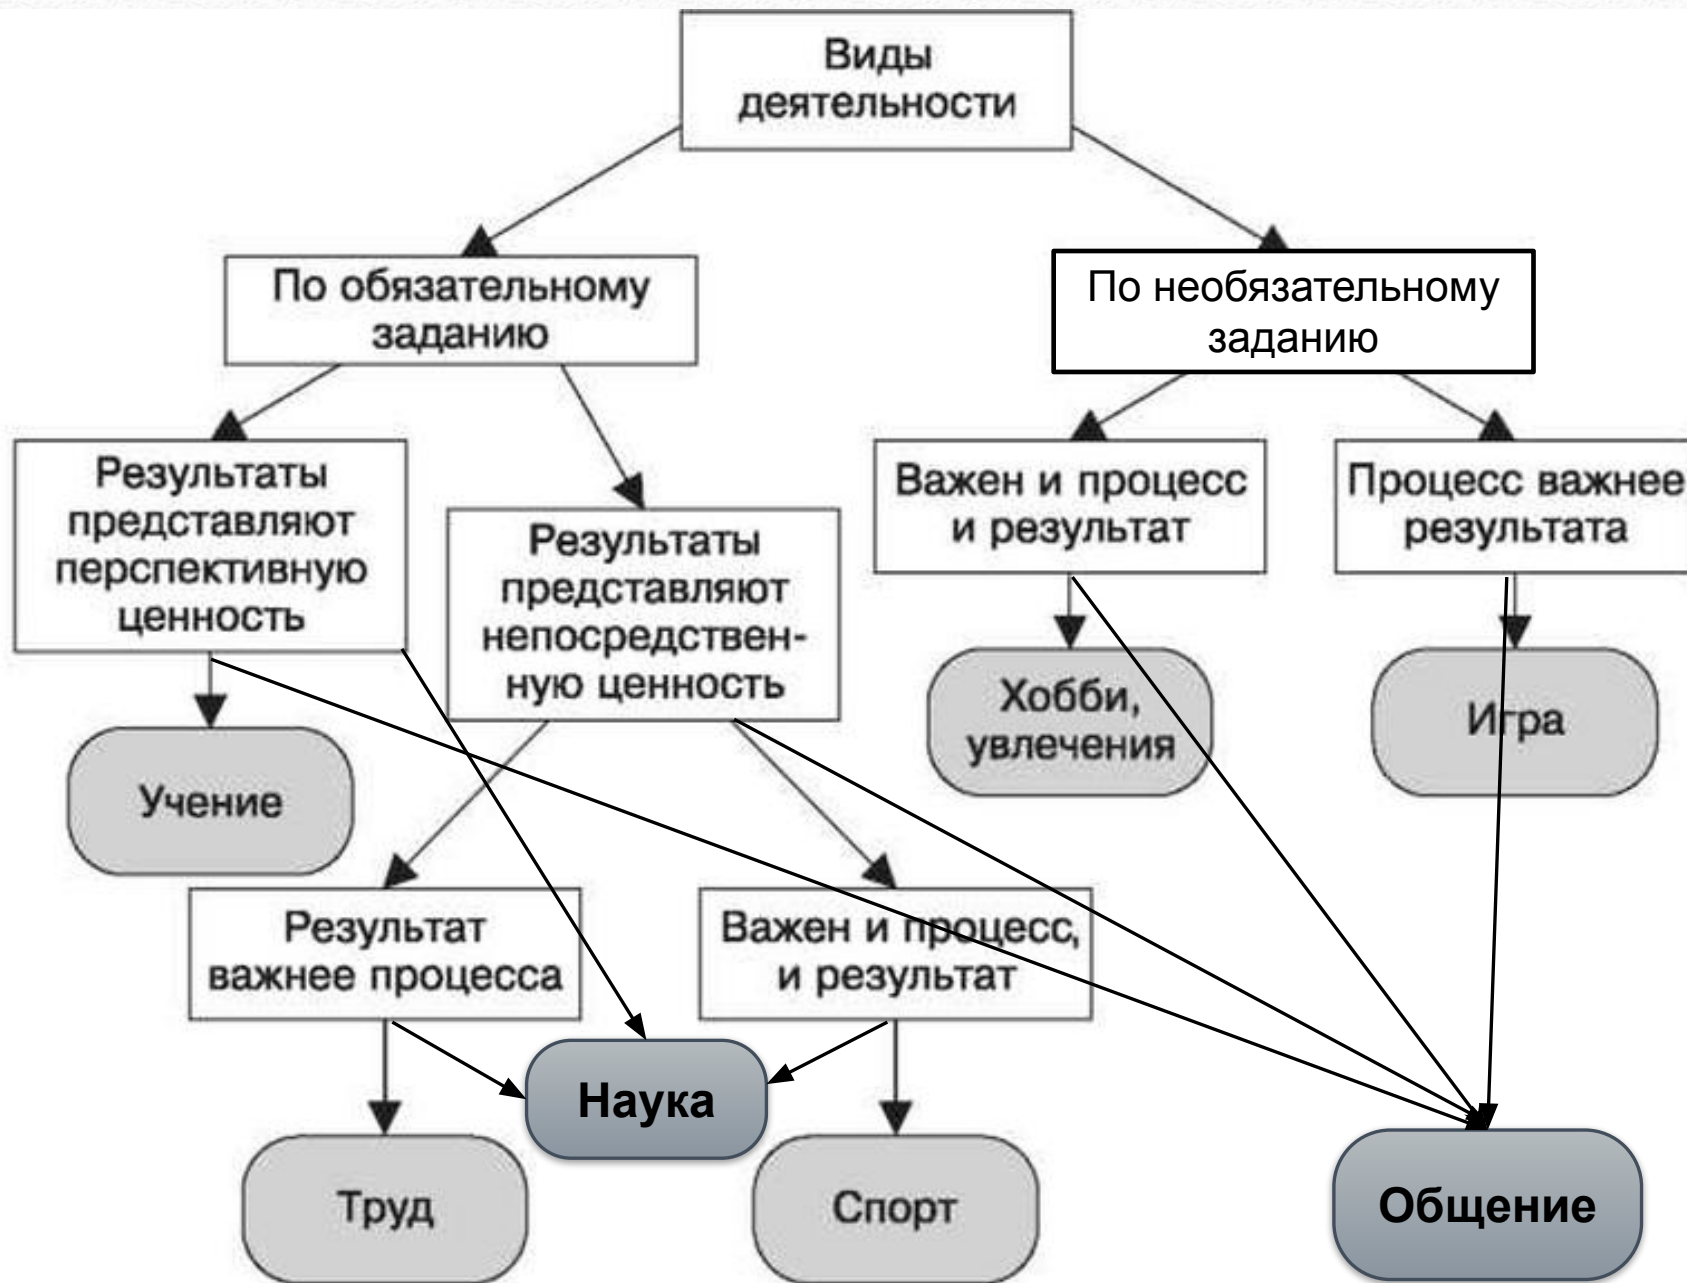 Виды
деятельности
По обязательному
заданию
По необязательному
заданию
Результаты
представляют
перспективную
ценность
Результаты
представляют
непосредствен-
ную ценность
Важен и процесс
и результат
Процесс важнее
результата
Учение
Хобби,
увлечения
Игра
Результат
важнее процесса
Важен и процесс,
и результат
Наука
Труд
Спорт
Общение